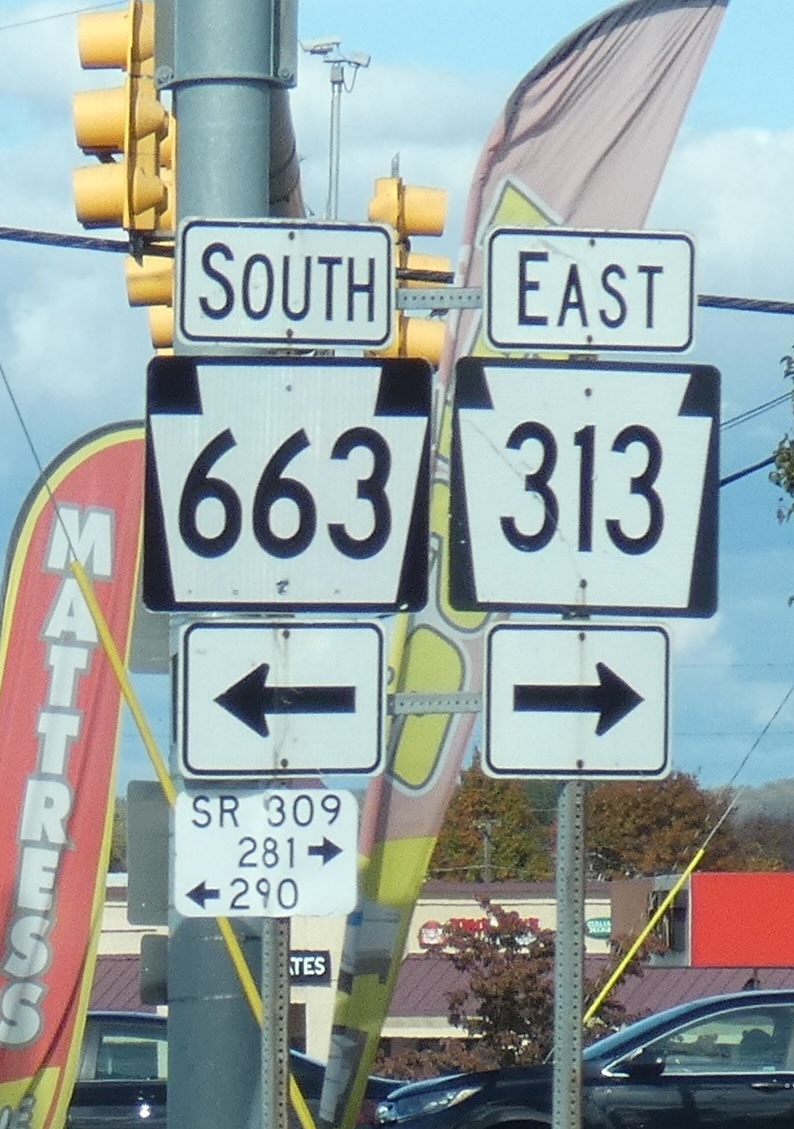 SOUTH
EAST
663
313
SR 309
281
290
MATTRESS
ATES